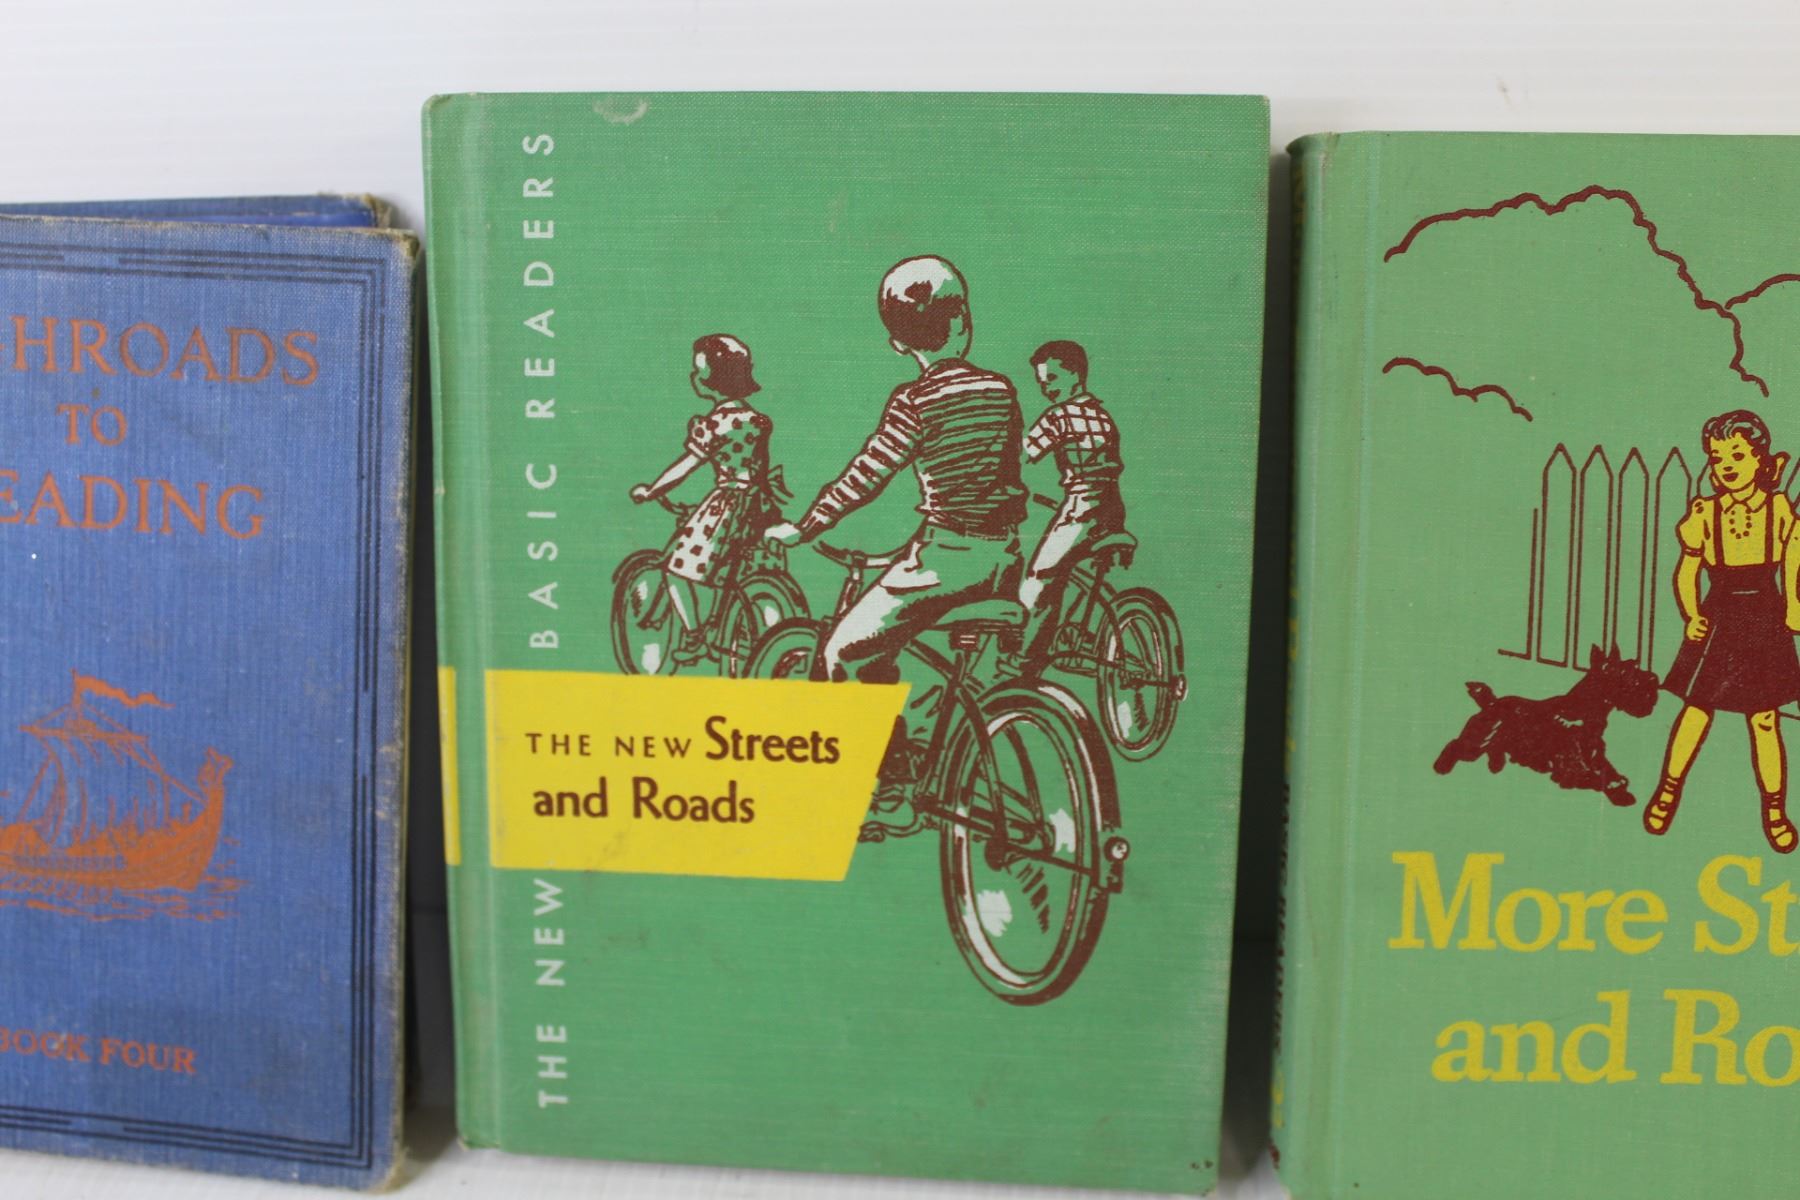 HROADS
TO
EADING
BOOK FOUR
THE NEW BASIC READERS
THE NEW Streets
and Roads
More St
and Ro